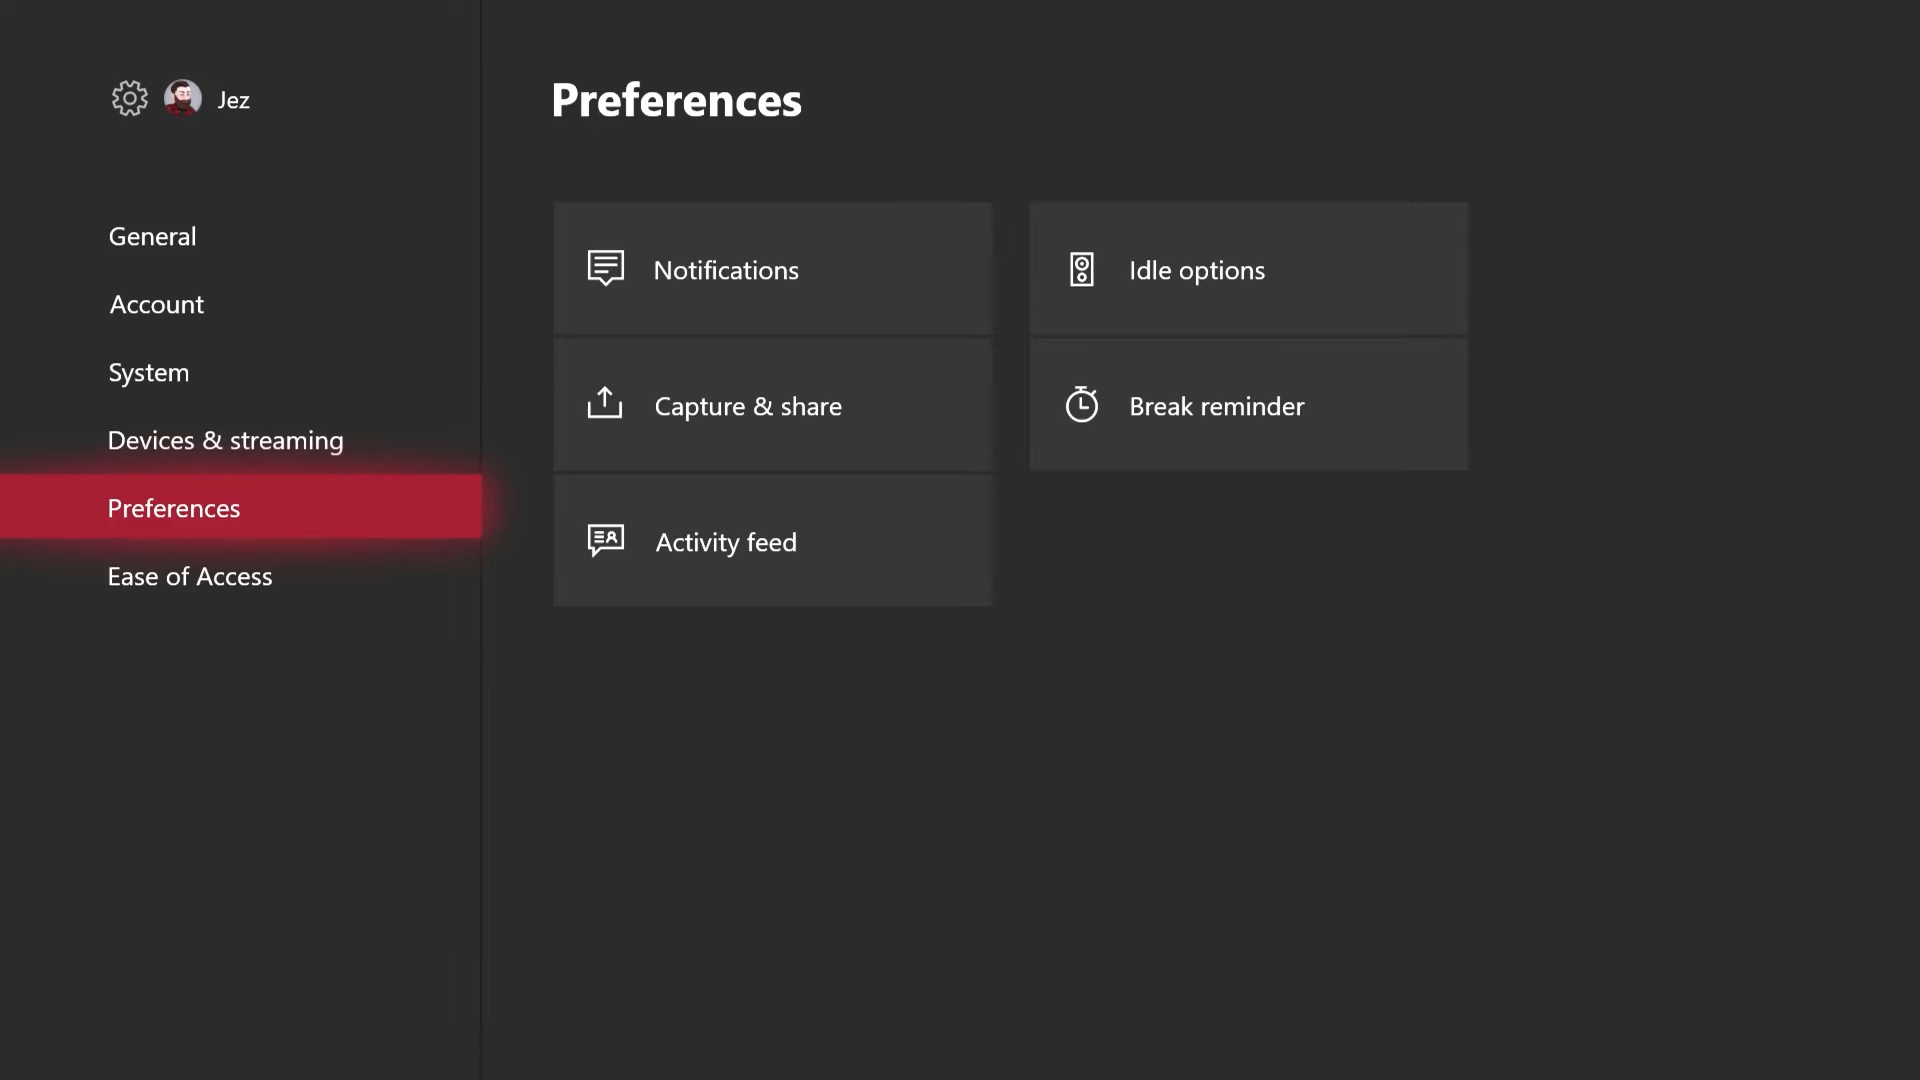 Jez
General
Account
System
Devices & streaming
Preferences
Ease of Access
Preferences
Notifications
Capture & share
Activity feed
Idle options
Break reminder